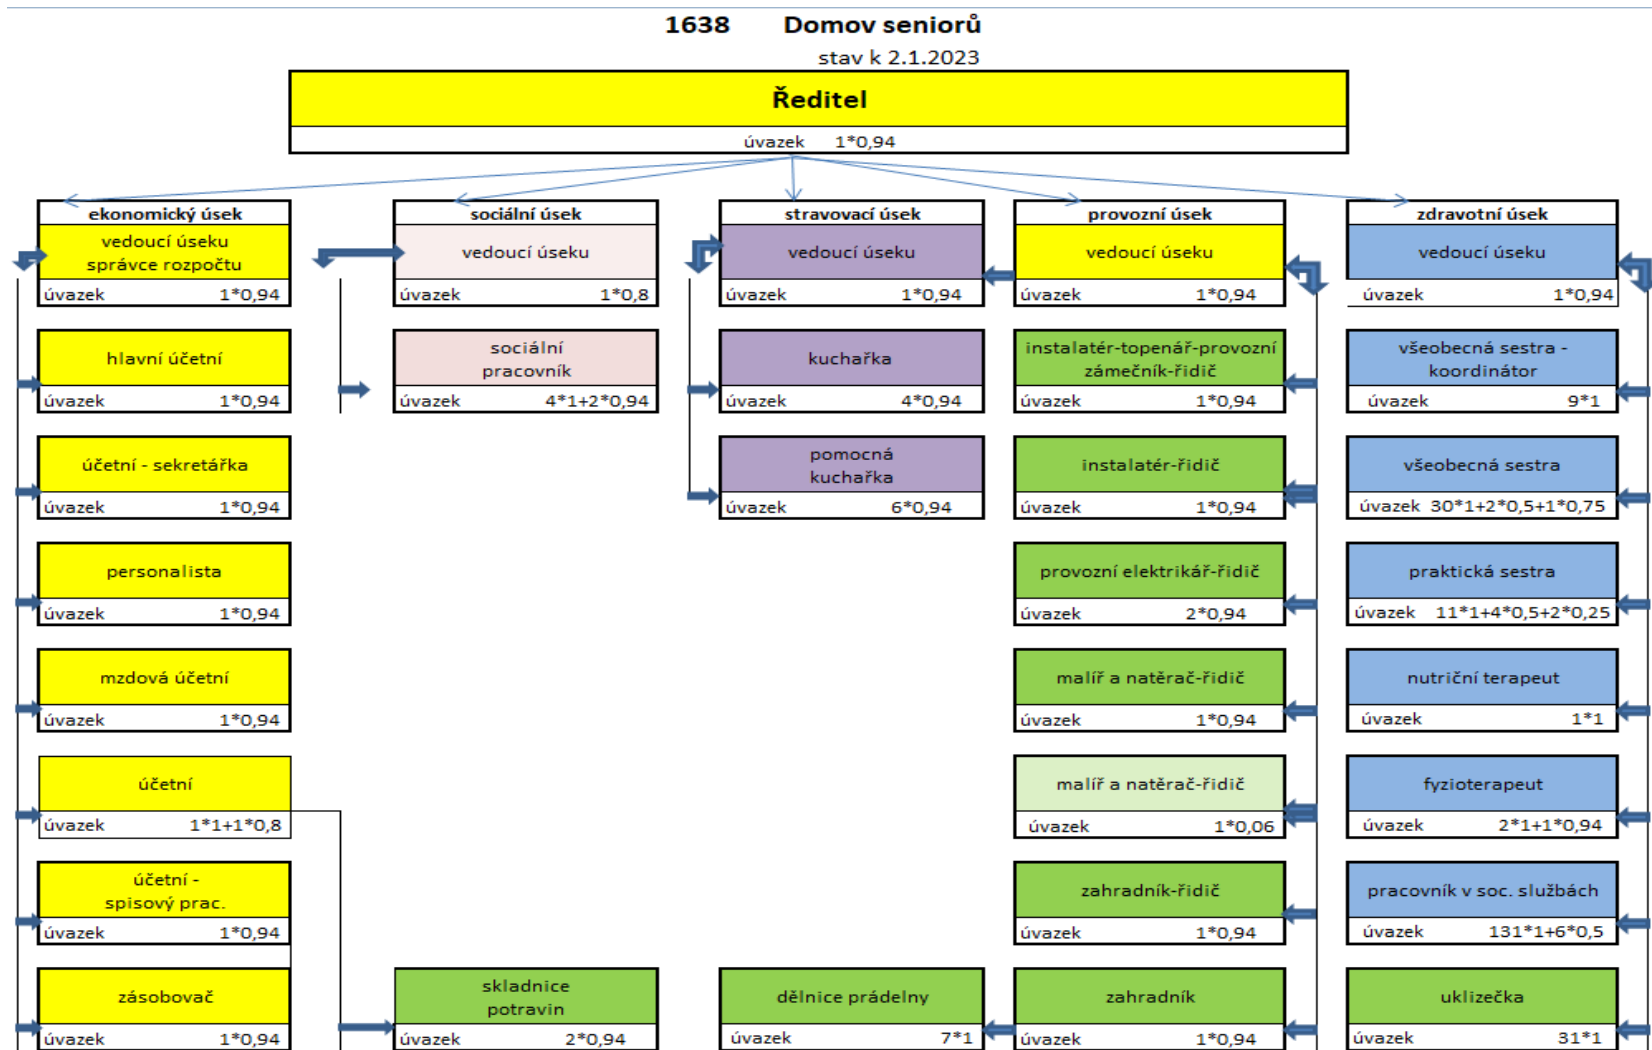 1638 Domov seniorů
stav k 2.1.2023
Ředitel
úvazek 1*0,94
ekonomický úsek
vedoucí úseku
správce rozpočtu
úvazek 1*0,94
hlavní účetní
úvazek 1*0,94
účetní - sekretářka
úvazek 1*0,94
personalista
úvazek 1*0,94
mzdová účetní
úvazek 1*0,94
účetní
úvazek 1*1+1*0,8
účetní -
spisový prac.
úvazek 1*0,94
zásobovač
úvazek 1*0,94
sociální úsek
vedoucí úseku
úvazek 1*0,8
sociální
pracovník
úvazek 4*1+2*0,94
skladnice
potravin
úvazek 2*0,94
stravovací úsek
vedoucí úseku
úvazek 1*0,94
kuchařka
úvazek 4*0,94
pomocná
kuchařka
úvazek 6*0,94
dělnice prádelny
úvazek 7*1
provozní úsek
vedoucí úseku
úvazek 1*0,94
instalatér-topenář-provozní
zámečník-řidič
úvazek 1*0,94
instalatér-řidič
úvazek 1*0,94
provozní elektrikář-řidič
úvazek 2*0,94
malíř a natěrač-řidič
úvazek 1*0,94
malíř a natěrač-řidič
úvazek 1*0,06
zahradník-řidič
úvazek 1*0,94
zahradník
úvazek 1*0,94
zdravotní úsek
vedoucí úseku
úvazek 1*0,94
všeobecná sestra -
koordinátor
úvazek 9*1
všeobecná sestra
úvazek 30*1+2*0,5+1*0,75
praktická sestra
úvazek 11*1+4*0,5+2*0,25
nutriční terapeut
úvazek 1*1
fyzioterapeut
úvazek 2*1+1*0,94
pracovník v soc. službách
úvazek 131*1+6*0,5
uklizečka
úvazek 31*1